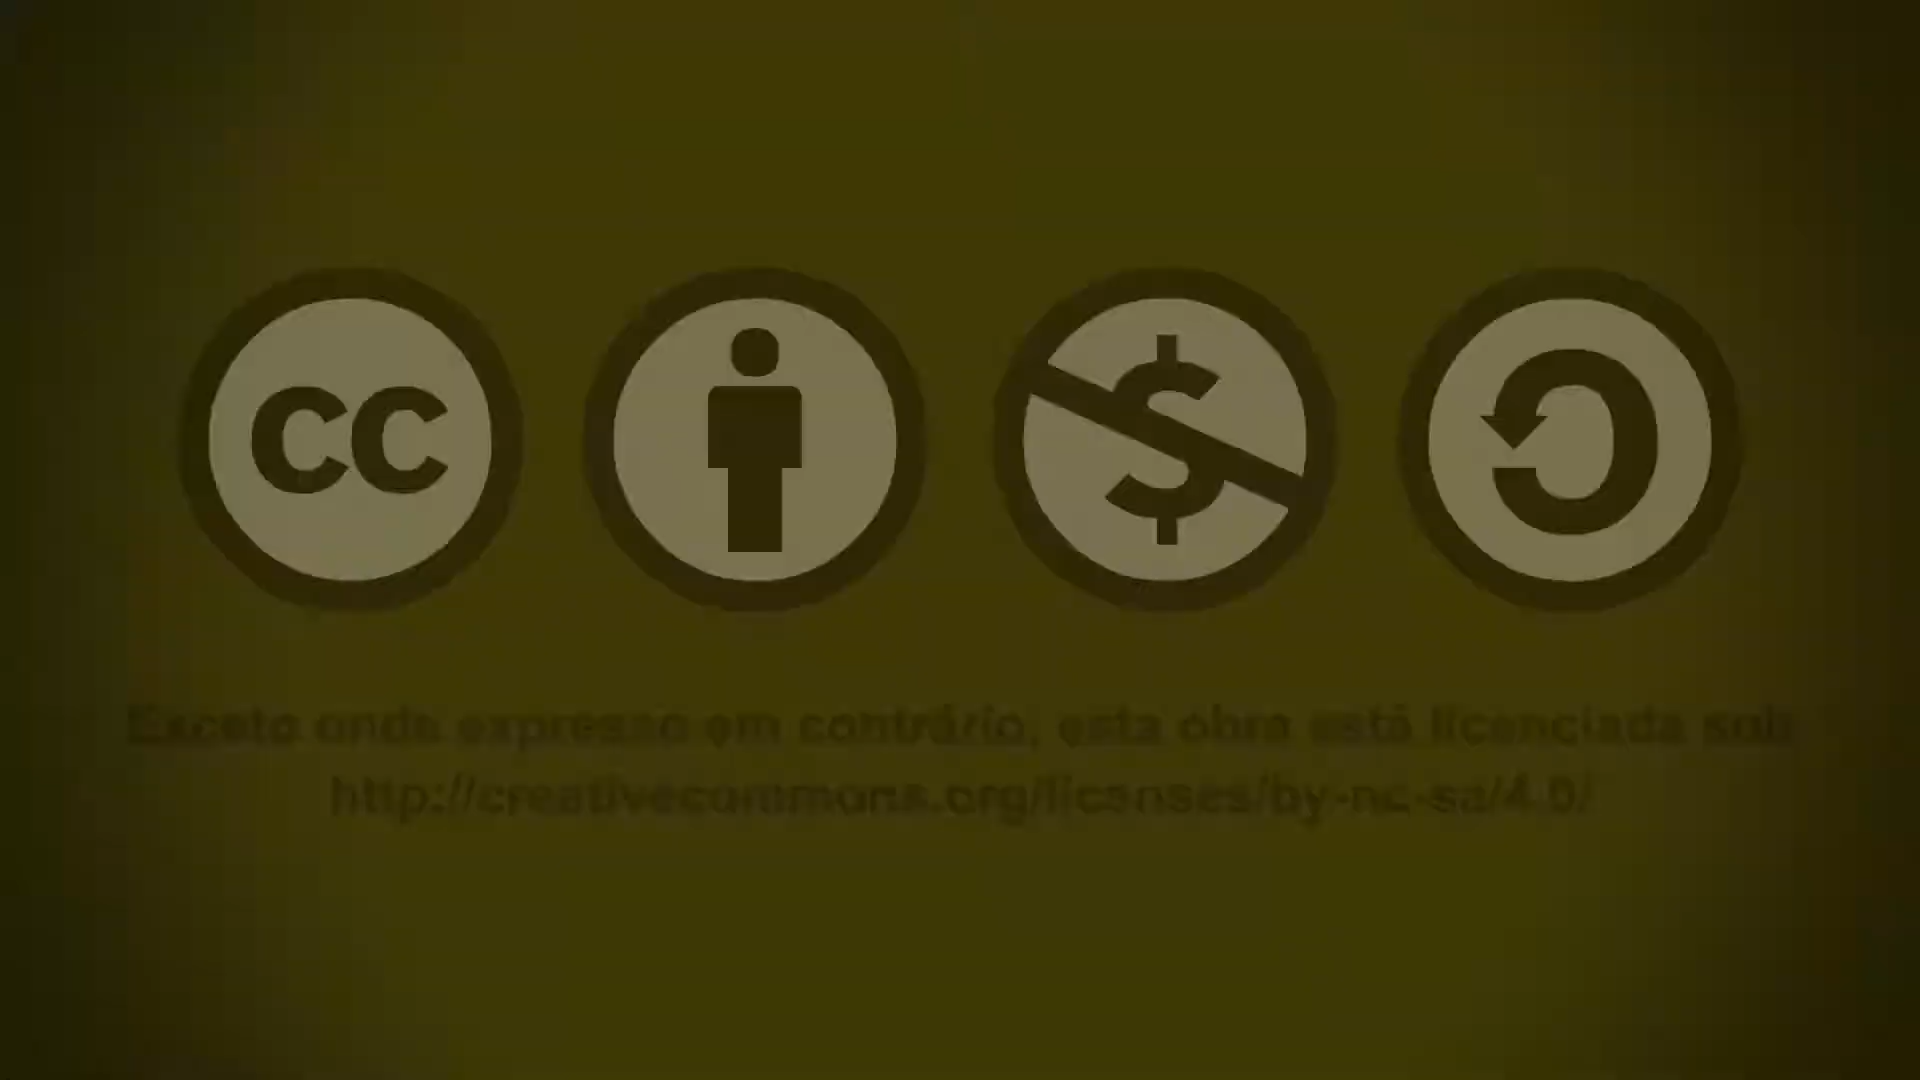 cc
Exceto onde expresso em contrário, esta obra está licenciada sob
http://creativecommons.org/licenses/by-nc-sa/4.0/